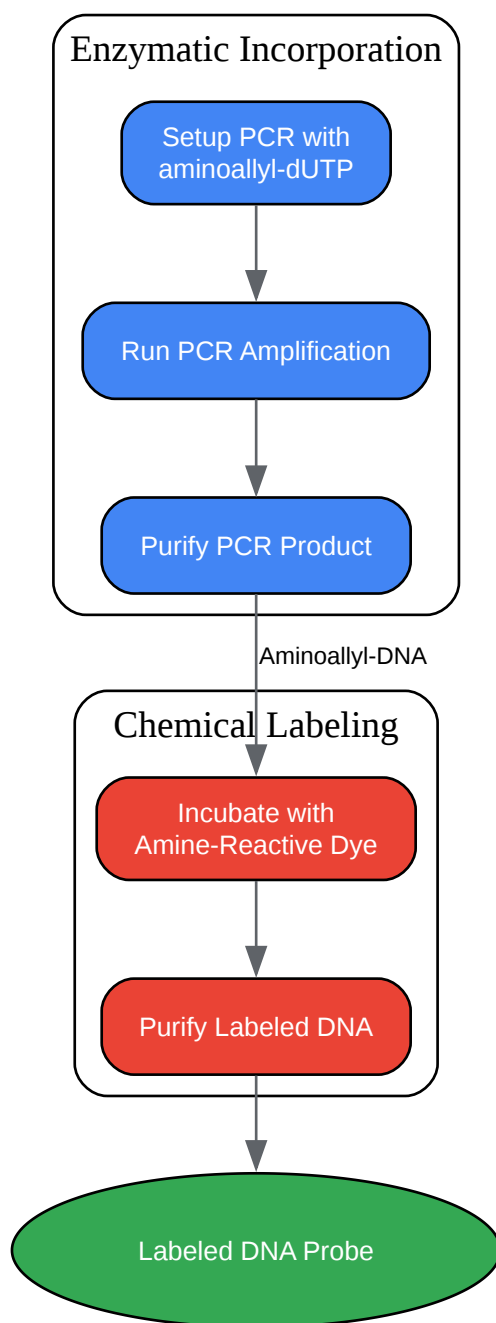 Enzymatic Incorporation
Setup PCR with
aminoallyl-dUTP
Run PCR Amplification
Purify PCR Product
Aminoallyl-DNA
Chemical Labeling
Incubate with
Amine-Reactive Dye
Purify Labeled DNA
Labeled DNA Probe